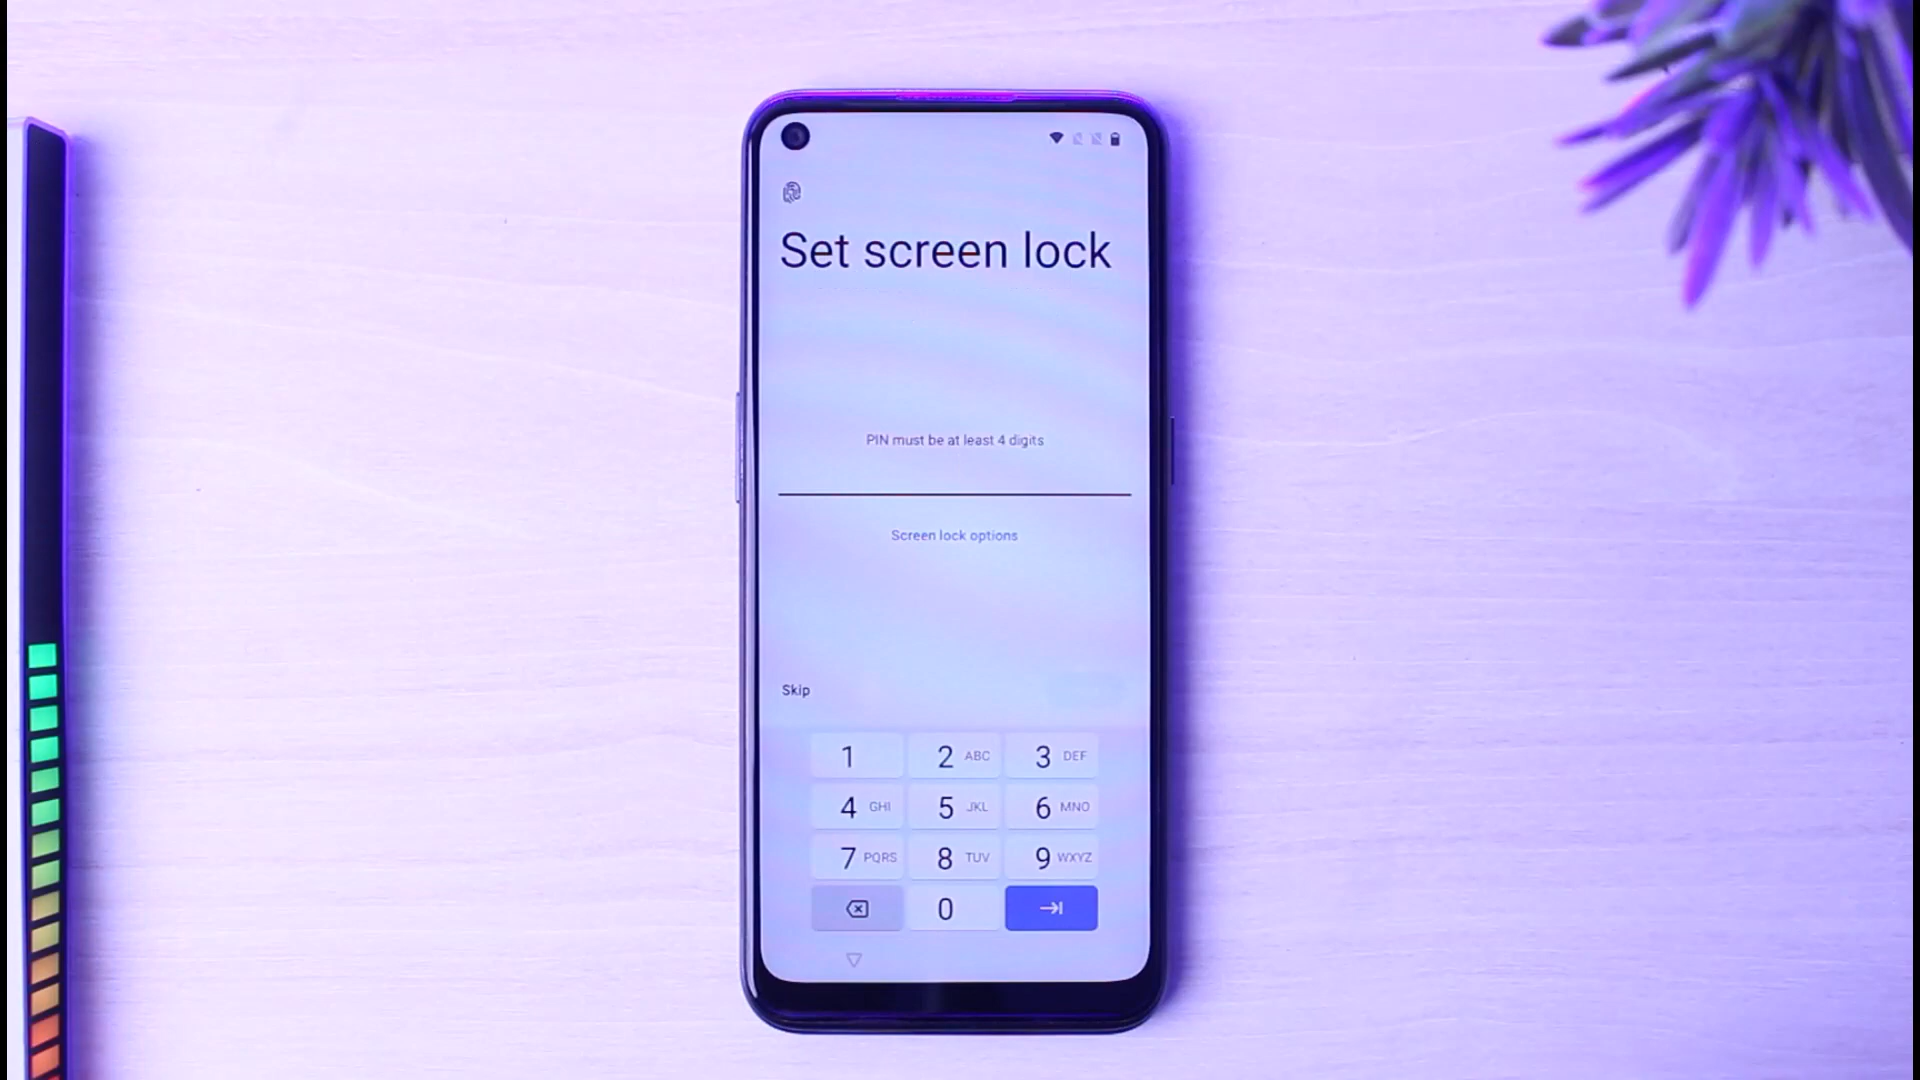 Set screen lock
PIN must be at least 4 digits
Screen lock options
Skip
1 2 ABC 3 DEF
4 GHI 5 JKL 6 MNO
7 PQRS 8 TUV 9 WXYZ
0